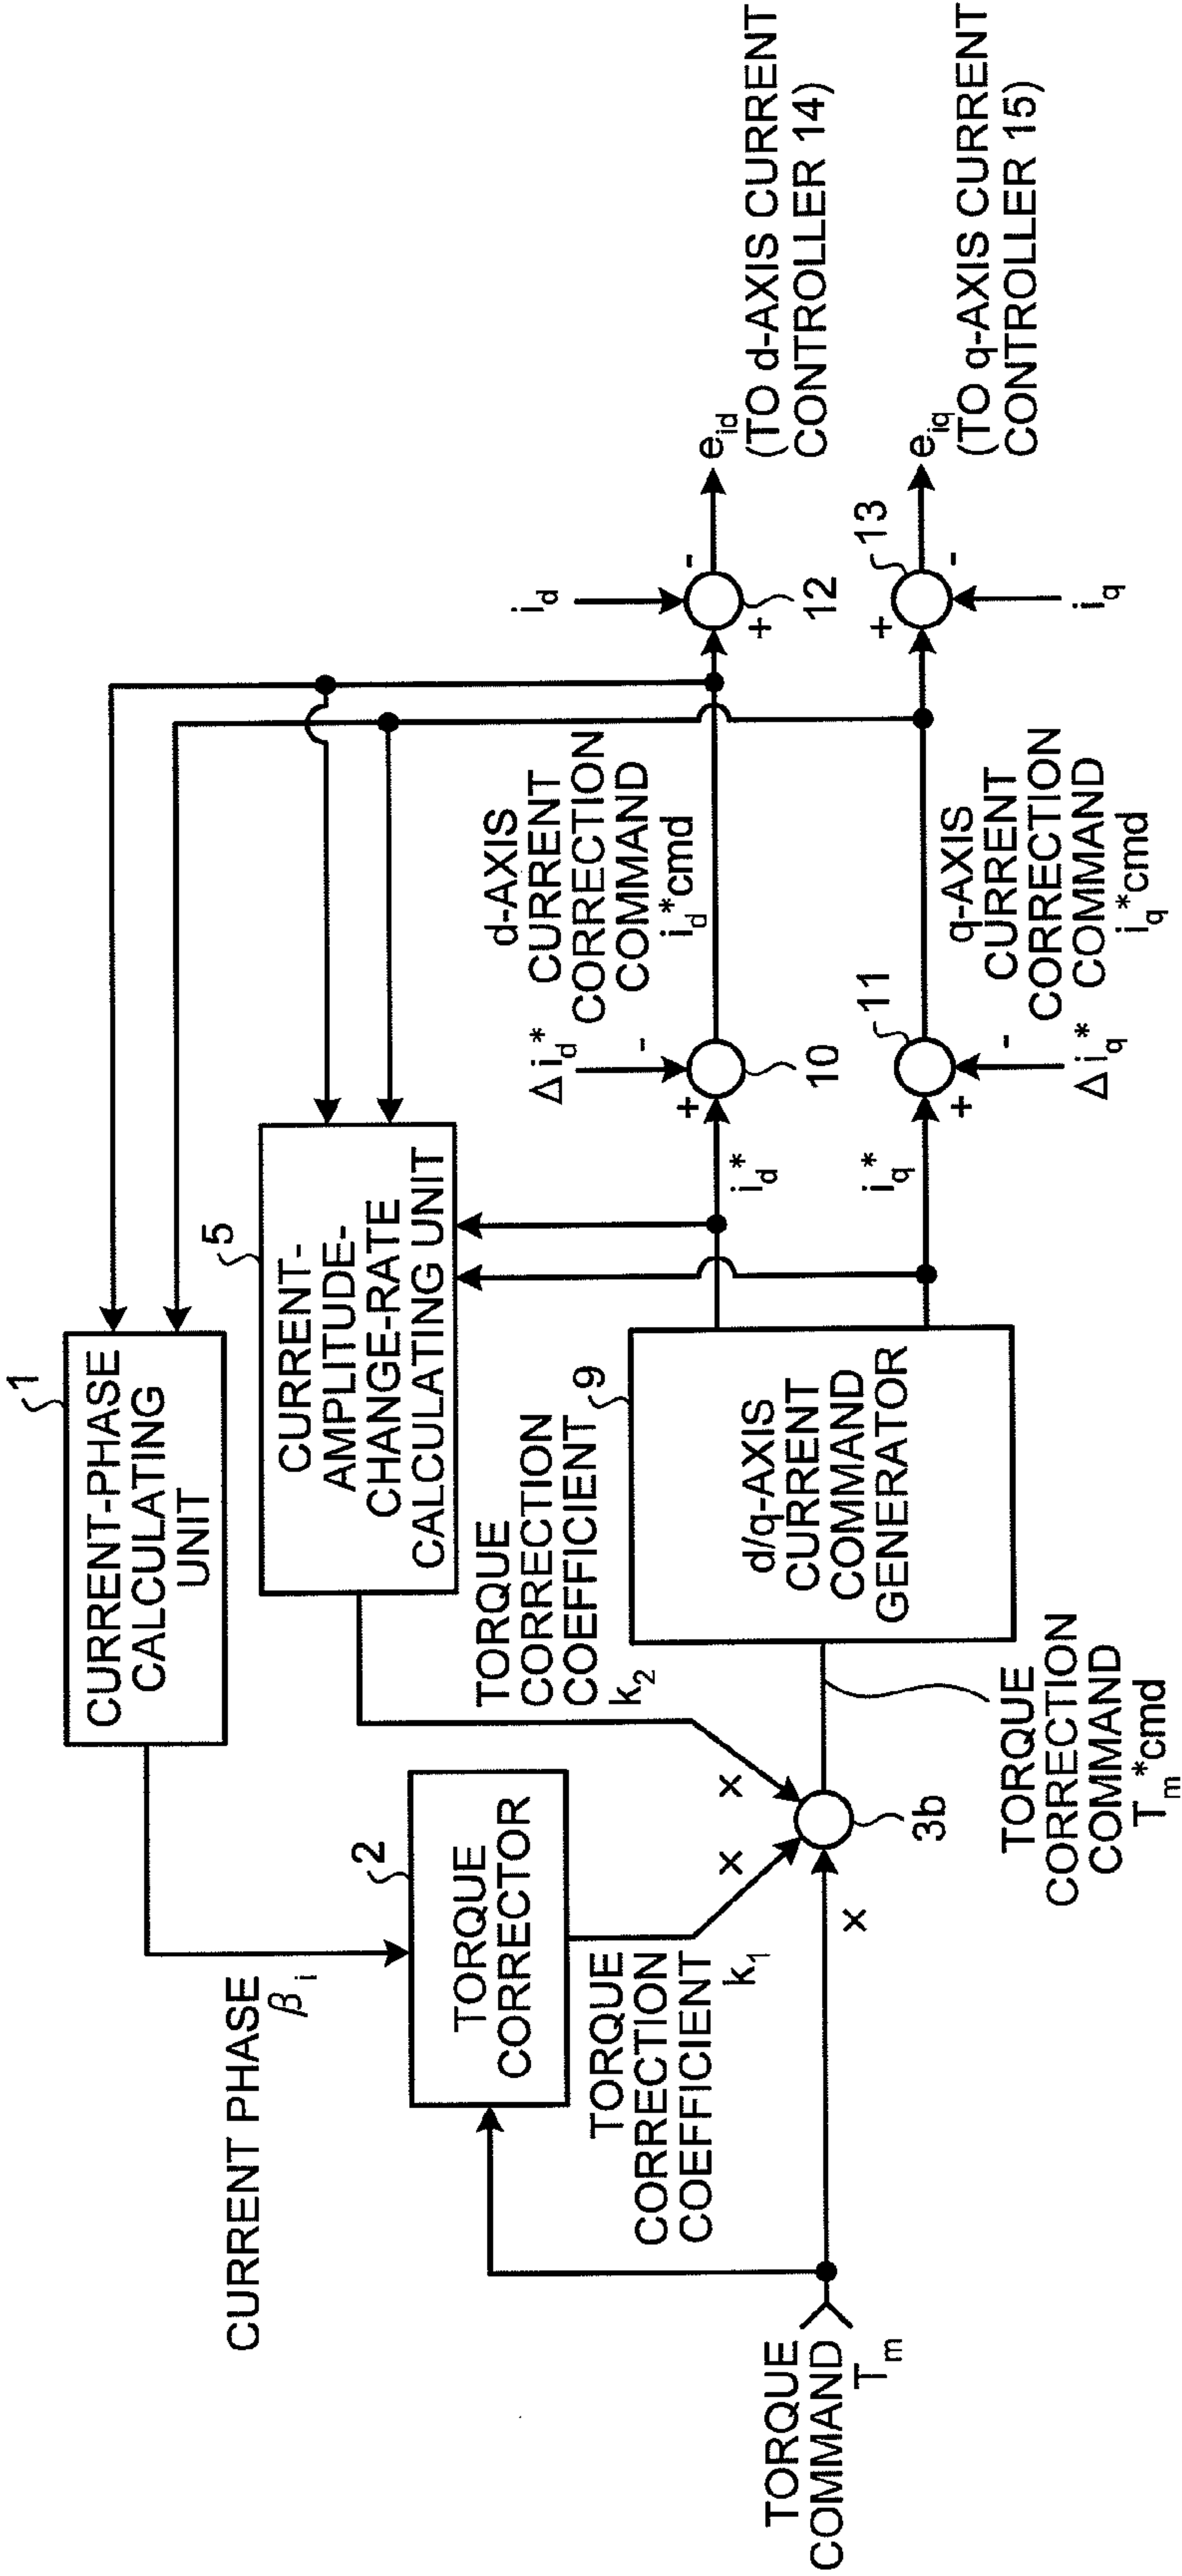 1
CURRENT-PHASE
CALCULATING
UNIT
5
CURRENT-
AMPLITUDE-
CHANGE-RATE
CALCULATING UNIT
CURRENT PHASE
β i
2
TORQUE
CORRECTOR
TORQUE
CORRECTION
COEFFICIENT
k2
TORQUE
CORRECTION
COEFFICIENT
k1
9
d/q-AXIS
CURRENT
COMMAND
GENERATOR
TORQUE
COMMAND
Tm
×
×
×
3b
TORQUE
CORRECTION
COMMAND
Tm*cmd
id*
iq*
Δid*
-
+
10
11
+
-
Δiq*
d-AXIS
CURRENT
CORRECTION
COMMAND
id*cmd
q-AXIS
CURRENT
CORRECTION
COMMAND
iq*cmd
id
-
+
12
13
+
-
iq
eid
(TO d-AXIS CURRENT
CONTROLLER 14)
eiq
(TO q-AXIS CURRENT
CONTROLLER 15)